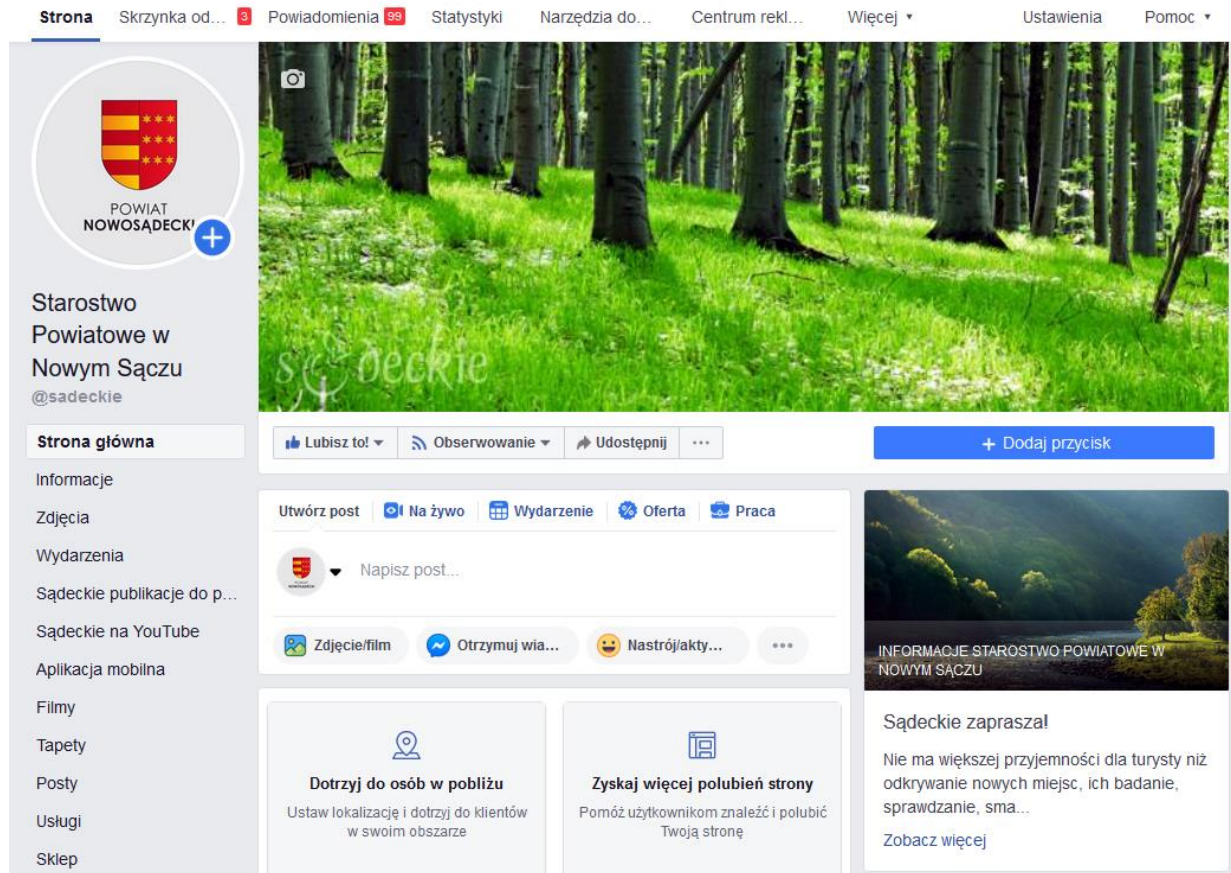 Strona Skrzynka od... 3 Powiadomienia 99 Statystyki Narzędzia do... Centrum rekl... Więcej Ustawienia Pomoc
POWIAT
NOWOSĄDECKI
Starostwo
Powiatowe w
Nowym Sączu
@sadeckie
Strona główna
Informacje
Zdjęcia
Wydarzenia
Sądeckie publikacje do p...
Sądeckie na YouTube
Aplikacja mobilna
Filmy
Tapety
Posty
Usługi
Sklep
sądeckie
Lubisz to! Obserwowanie Udostępnij ...
+ Dodaj przycisk
Utwórz post Na żywo Wydarzenie Oferta Praca
Napisz post...
Zdjęcie/film Otrzymuj wia... Nastrój/akty... ...
Dotrzyj do osób w pobliżu
Ustaw lokalizację i dotrzyj do klientów
w swoim obszarze
Zyskaj więcej polubień strony
Pomóż użytkownikom znaleźć i polubić
Twoją stronę
INFORMACJE STAROSTWO POWIATOWE W
NOWYM SĄCZU
Sądeckie zaprasza!
Nie ma większej przyjemności dla turysty niż
odkrywanie nowych miejsc, ich badanie,
sprawdzanie, sma...
Zobacz więcej